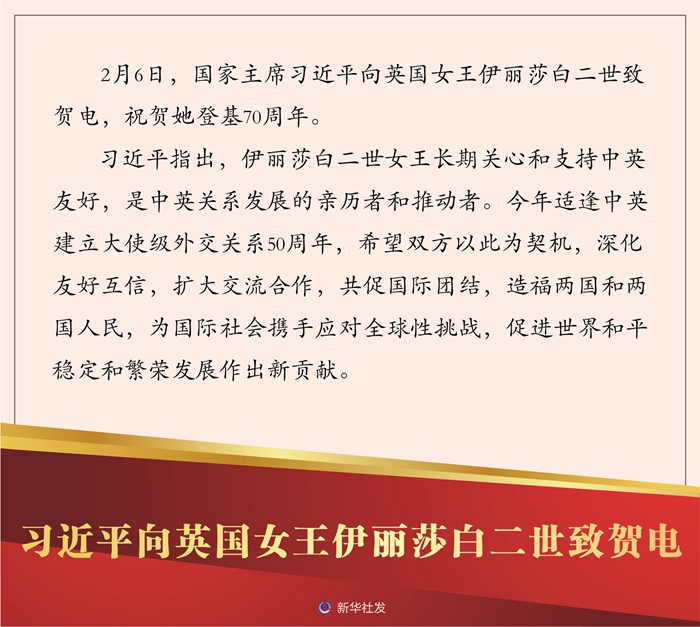 2月6日，国家主席习近平向英国女王伊丽莎白二世致
贺电，祝贺她登基70周年。
习近平指出，伊丽莎白二世女王长期关心和支持中英
友好，是中英关系发展的亲历者和推动者。今年适逢中英
建立大使级外交关系50周年，希望双方以此为契机，深化
友好互信，扩大交流合作，共促国际团结，造福两国和两
国人民，为国际社会携手应对全球性挑战，促进世界和平
稳定和繁荣发展作出新贡献。
习近平向英国女王伊丽莎白二世致贺电
新华社发